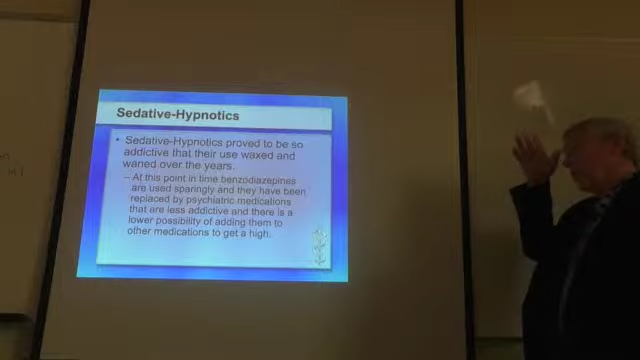 Sedative-Hypnotics
• Sedative-Hypnotics proved to be so
addictive that their use waxed and
waned over the years.
– At this point in time benzodiazepines
are used sparingly and they have been
replaced by psychiatric medications
that are less addictive and there is a
lower possibility of adding them to
other medications to get a high.